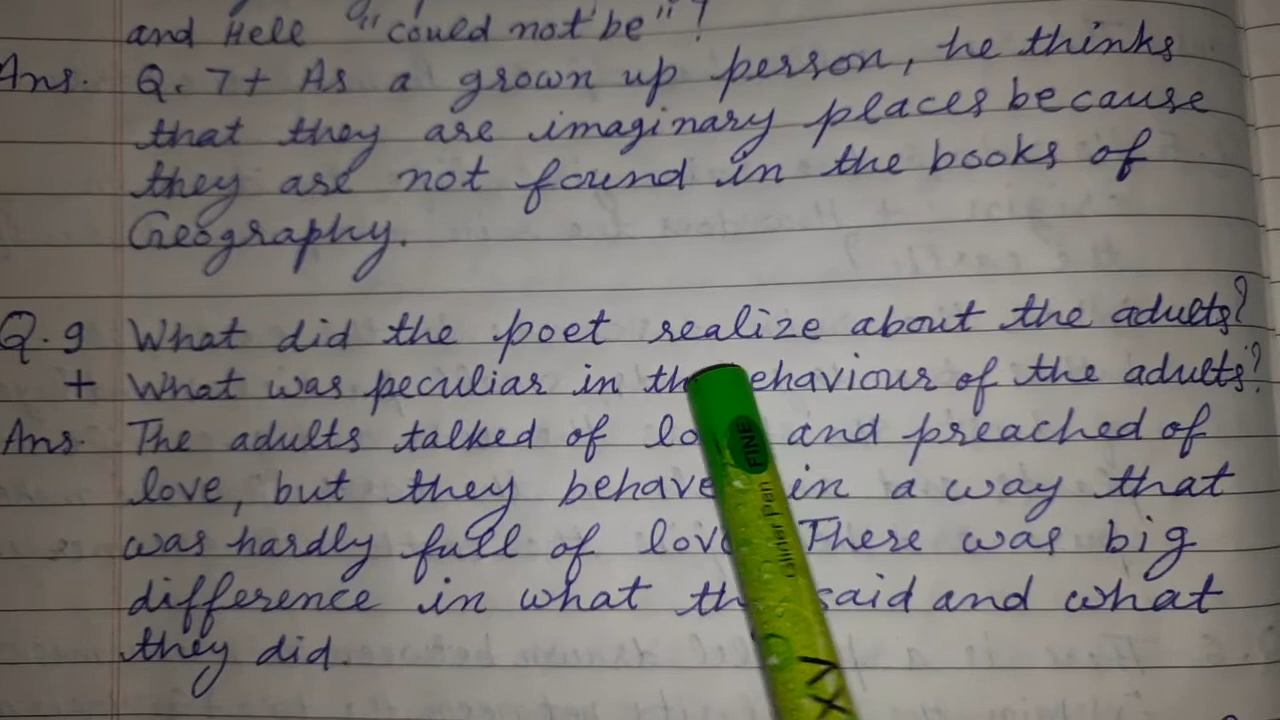 and Hell "could not be"?
Ans. Q. 7+ As a grown up person, he thinks
that they are imaginary places because
they are not found in the books of
Geography.
Q.9 What did the poet realize about the adults?
+ What was peculiar in ehaviour of the adults?
Ans. The adults talked of and preached of
love, but they behave in a way that
was hardly full of There was big
difference in what said and what
they did.
FINE
Glider Pen
XY